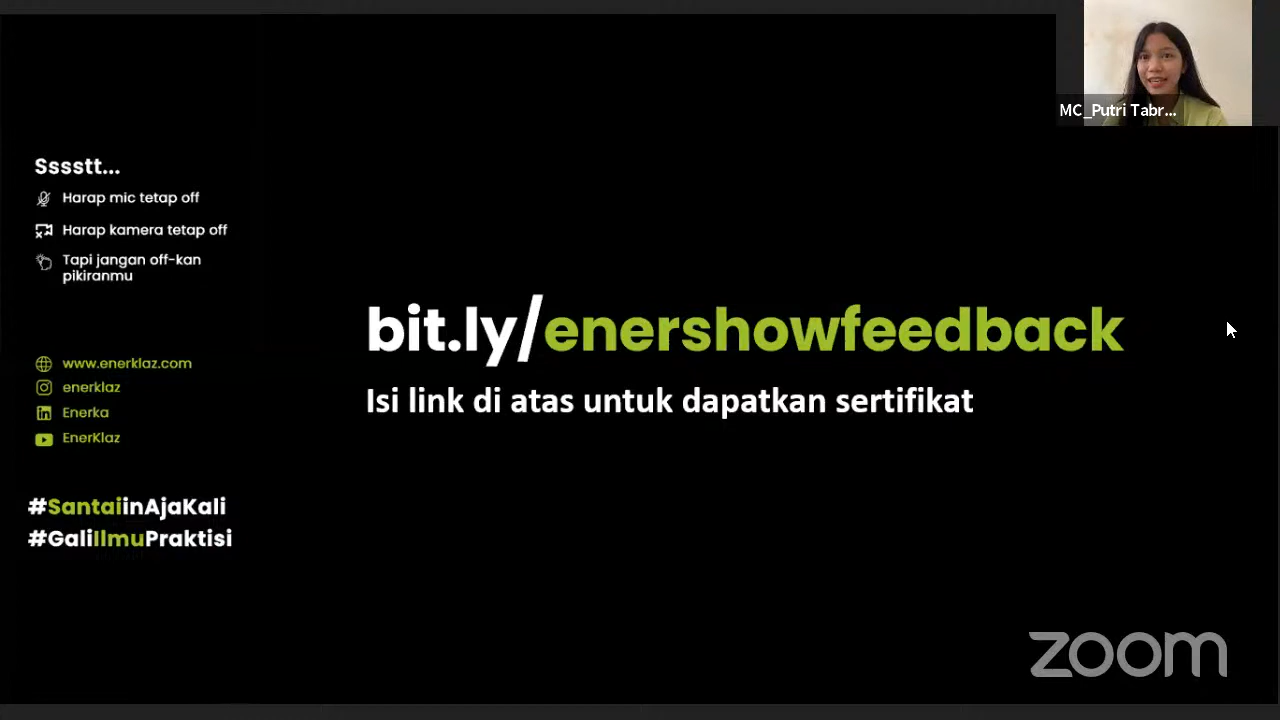 MC_Putri Tabr...
Sssstt...
Harap mic tetap off
Harap kamera tetap off
Tapi jangan off-kan
pikiranmu
bit.ly/enershowfeedback
Isi link di atas untuk dapatkan sertifikat
www.enerklaz.com
enerklaz
Enerka
EnerKlaz
#SantaiinAjaKali
#GaliIlmuPraktisi
zoom